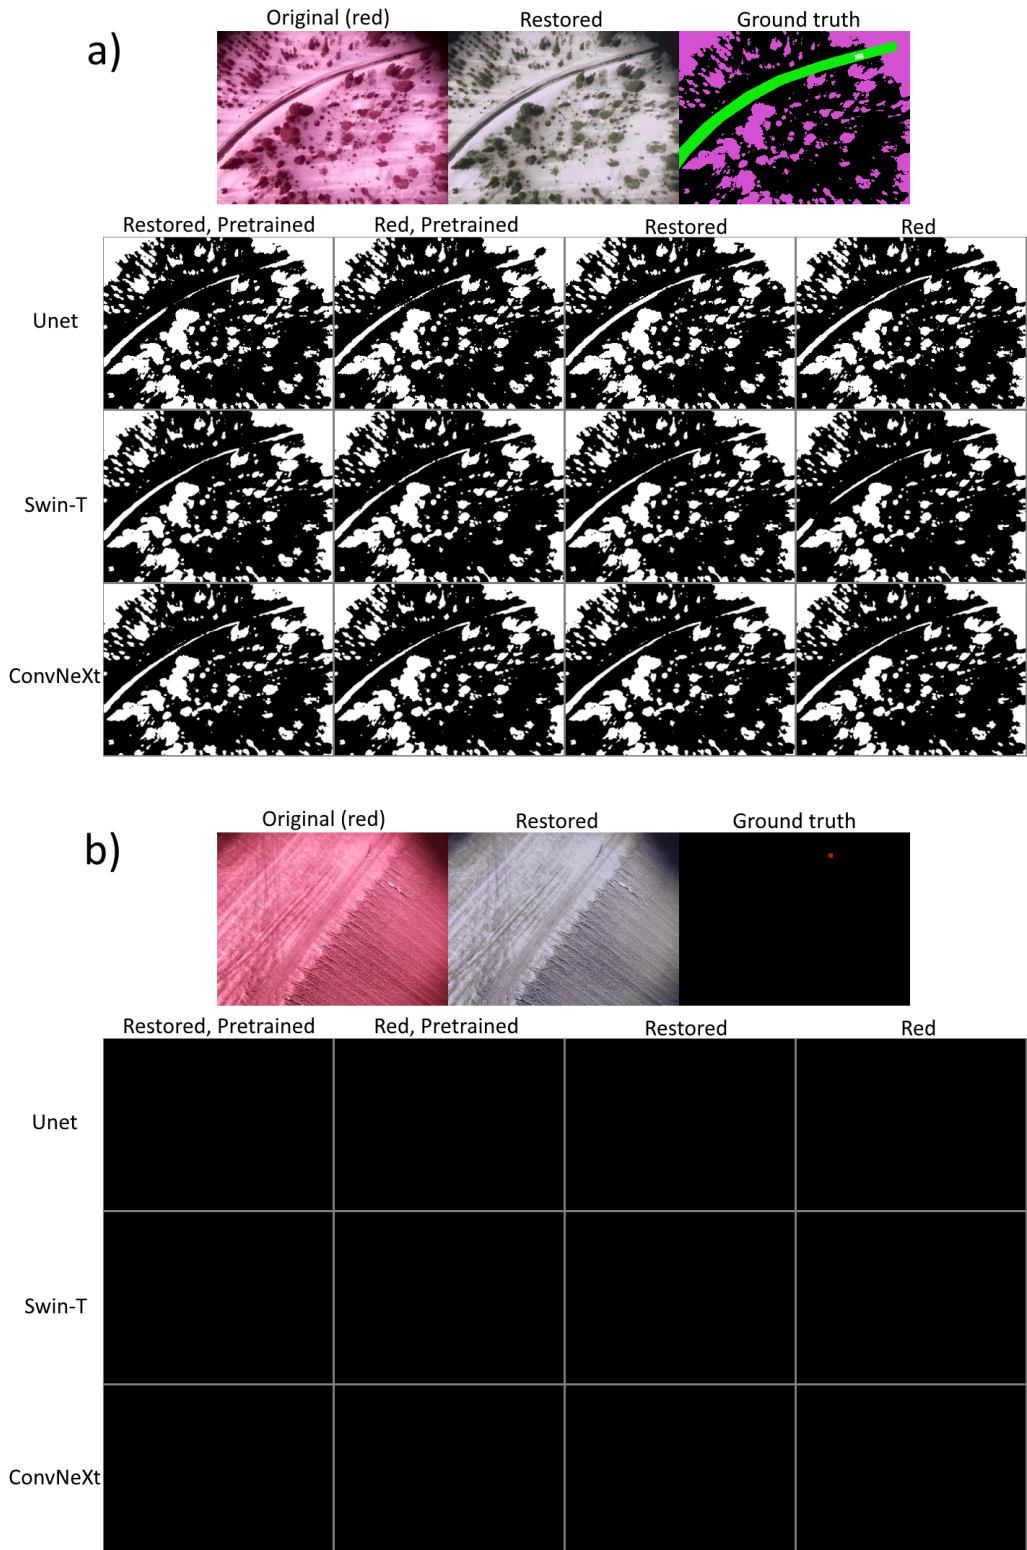 a)
Original (red) Restored Ground truth
Restored, Pretrained Red, Pretrained Restored Red
Unet
Swin-T
ConvNeXt
b)
Original (red) Restored Ground truth
Restored, Pretrained Red, Pretrained Restored Red
Unet
Swin-T
ConvNeXt